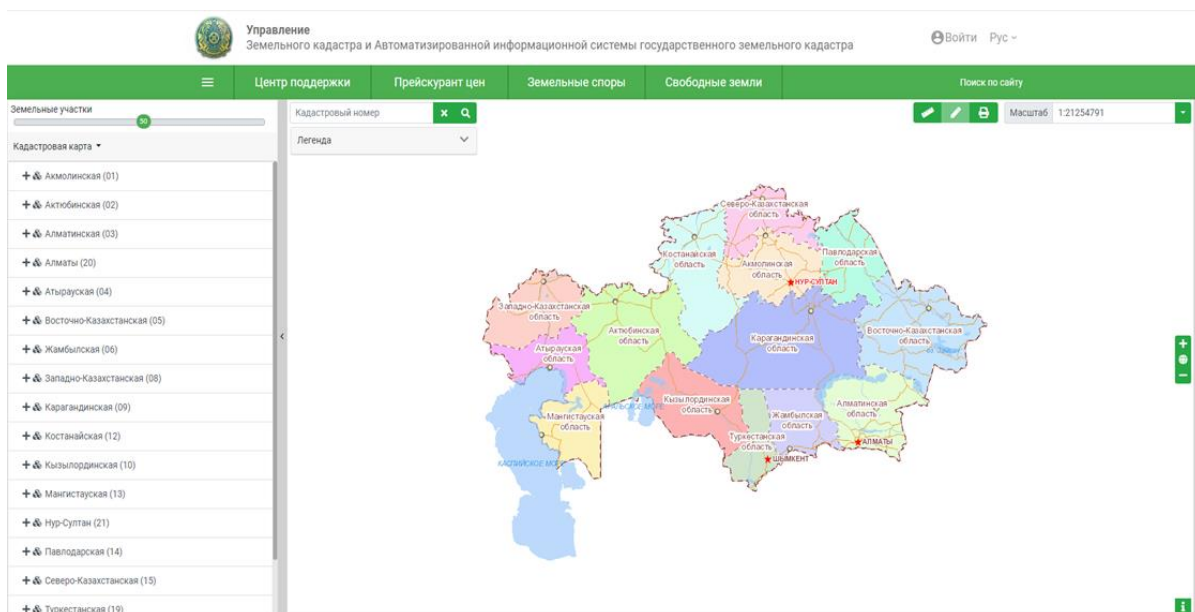 Управление
Земельного кадастра и Автоматизированной информационной системы государственного земельного кадастра
Войти Рус
Центр поддержки Прейскурант цен Земельные споры Свободные земли Поиск по сайту
Земельные участки
50
Кадастровая карта
Акмолинская (01)
Актюбинская (02)
Алматинская (03)
Алматы (20)
Атырауская (04)
Восточно-Казахстанская (05)
Жамбылская (06)
Западно-Казахстанская (08)
Карагандинская (09)
Костанайская (12)
Кызылординская (10)
Мангистауская (13)
Нур-Султан (21)
Павлодарская (14)
Северо-Казахстанская (15)
Туркестанская (19)
Кадастровый номер
Легенда
Масштаб 1:21254791
Северо-Казахстанская
область
Костанайская
область
Акмолинская
область
Павлодарская
область
НУР-СУЛТАН
Западно-Казахстанская
область
Актюбинская
область
Карагандинская
область
Восточно-Казахстанская
область
Атырауская
область
Мангистауская
область
АРАЛЬСКОЕ МОРЕ
Кызылординская
область
Жамбылская
область
Алматинская
область
Туркестанская
область
АЛМАТЫ
ШЫМКЕНТ
КАСПИЙСКОЕ МОРЕ